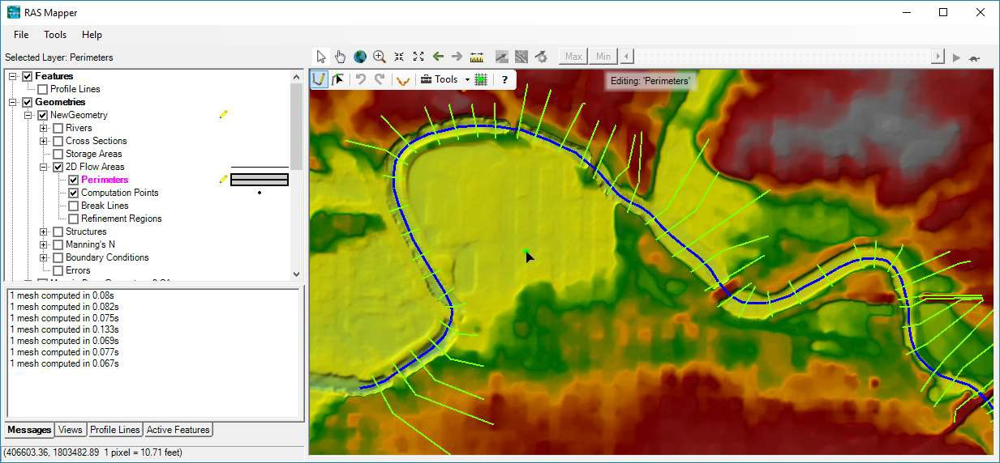 RAS Mapper
File Tools Help
Selected Layer: Perimeters
Max Min
Features
Profile Lines
Geometries
NewGeometry
Rivers
Cross Sections
Storage Areas
2D Flow Areas
Perimeters
Computation Points
Break Lines
Refinement Regions
Structures
Manning's N
Boundary Conditions
Errors
Tools ?
Editing: 'Perimeters'
1 mesh computed in 0.08s
1 mesh computed in 0.082s
1 mesh computed in 0.075s
1 mesh computed in 0.133s
1 mesh computed in 0.069s
1 mesh computed in 0.077s
1 mesh computed in 0.067s
Messages Views Profile Lines Active Features
(406603.36, 1803482.89 1 pixel = 10.71 feet)